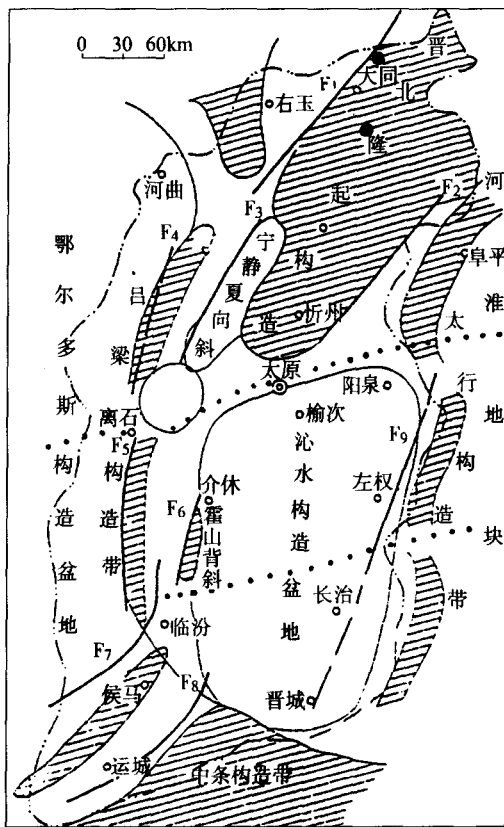 0 30 60km
晋北隆起构造
大同
F1
右玉
河曲
F2
F3
F4
宁静夏向斜
阜平
忻州
鄂尔多斯构造盆地
吕梁构造带
河淮地块
太行构造带
太原
阳泉
榆次
离石
F5
沁水构造盆地
F9
左权
介休
F6
霍山背斜
长治
临汾
F7
F8
侯马
晋城
运城
中条构造带